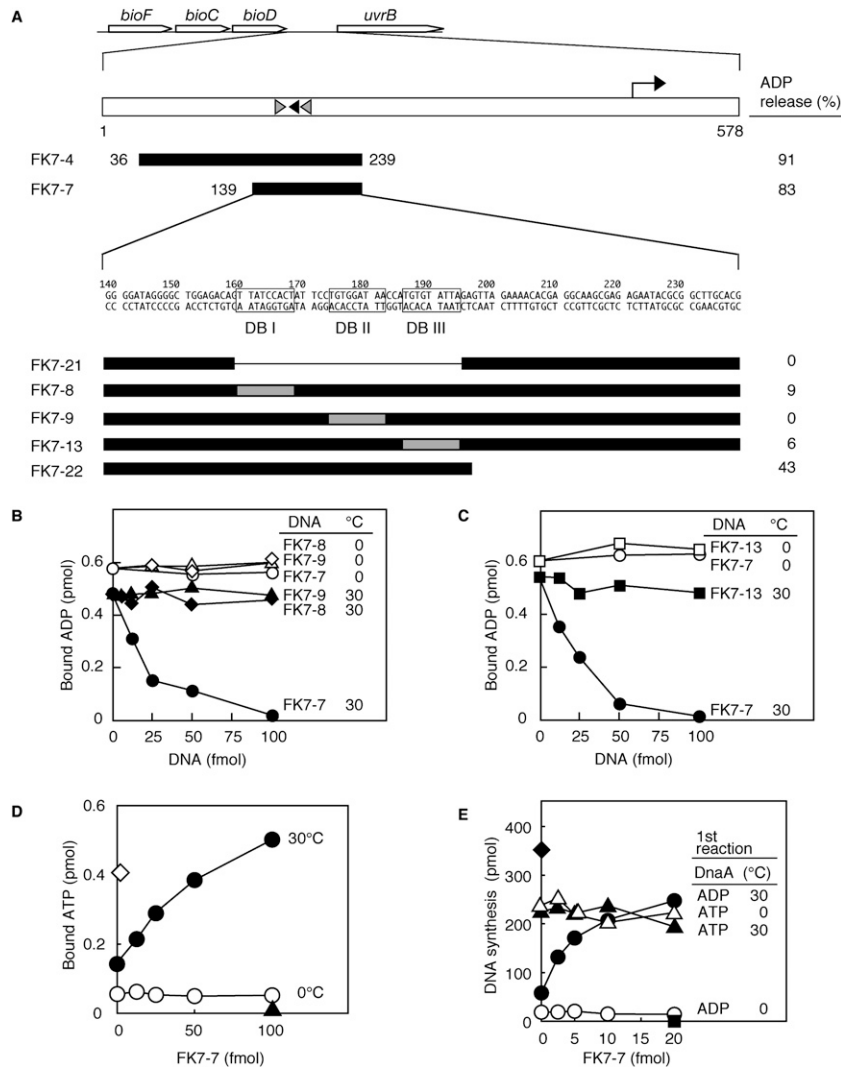 A
bioF bioC bioD uvrB
ADP
release (%)
1 578
FK7-4 36 239 91
FK7-7 139 83
140 150 160 170 180 190 200 210 220 230
GG GGATAGGGGC TGGAGACAGT TATCCACTAT TCCTGTGGAT AACCATGTGT ATTAGAGTTA GAAAACACGA GGCAAGCGAG AGAATACGCG GCTTGCACG
CC CCTATCCCCG ACCTCTGTCA ATAGGTGATA AGGACACCTA TTGGTACACA TAATCTCAAT CTTTTGTGCT CCGTTCGCTC TCTTATGCGC CGAACGTGC
DB I DB II DB III
FK7-21 0
FK7-8 9
FK7-9 0
FK7-13 6
FK7-22 43
B
DNA °C
FK7-8 0
FK7-9 0
FK7-7 0
FK7-9 30
FK7-8 30
FK7-7 30
Bound ADP (pmol)
0.6
0.4
0.2
0
0 25 50 75 100
DNA (fmol)
C
DNA °C
FK7-13 0
FK7-7 0
FK7-13 30
FK7-7 30
Bound ADP (pmol)
0.6
0.4
0.2
0
0 25 50 75 100
DNA (fmol)
D
Bound ATP (pmol)
0.6
0.4
0.2
0
30°C
0°C
0 50 100
FK7-7 (fmol)
E
1st
reaction
DnaA (°C)
ADP 30
ATP 0
ATP 30
ADP 0
DNA synthesis (pmol)
400
300
200
100
0
0 5 10 15 20
FK7-7 (fmol)